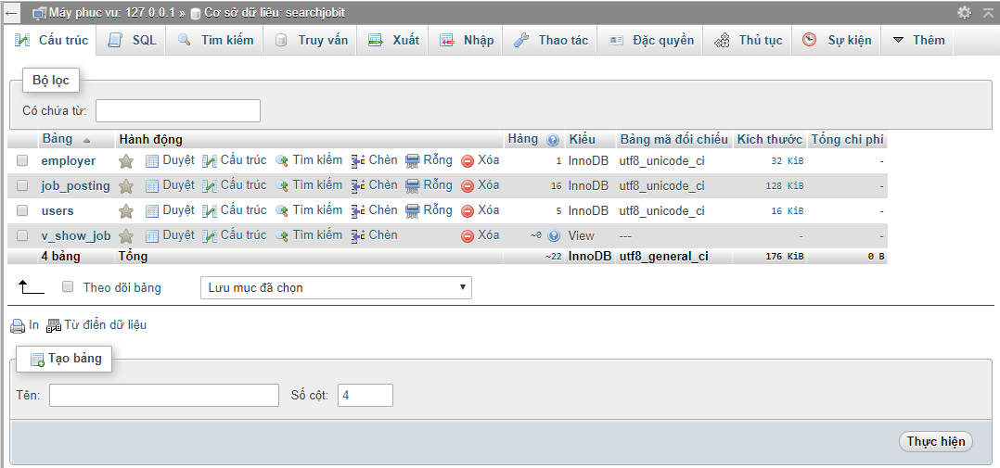 Máy phục vụ: 127.0.0.1 » Cơ sở dữ liệu: searchjobit
Cấu trúc SQL Tìm kiếm Truy vấn Xuất Nhập Thao tác Đặc quyền Thủ tục Sự kiện Thêm
Bộ lọc
Có chứa từ:
Bảng Hành động Hàng Kiểu Bảng mã đối chiếu Kích thước Tổng chi phí
employer Duyệt Cấu trúc Tìm kiếm Chèn Rỗng Xóa 1 InnoDB utf8_unicode_ci 32 KiB -
job_posting Duyệt Cấu trúc Tìm kiếm Chèn Rỗng Xóa 16 InnoDB utf8_unicode_ci 128 KiB -
users Duyệt Cấu trúc Tìm kiếm Chèn Rỗng Xóa 5 InnoDB utf8_unicode_ci 16 KiB -
v_show_job Duyệt Cấu trúc Tìm kiếm Chèn Xóa ~0 View --- - -
4 bảng Tổng ~22 InnoDB utf8_general_ci 176 KiB 0 B
Theo dõi bảng Lưu mục đã chọn
In Từ điển dữ liệu
Tạo bảng
Tên: Số cột: 4
Thực hiện